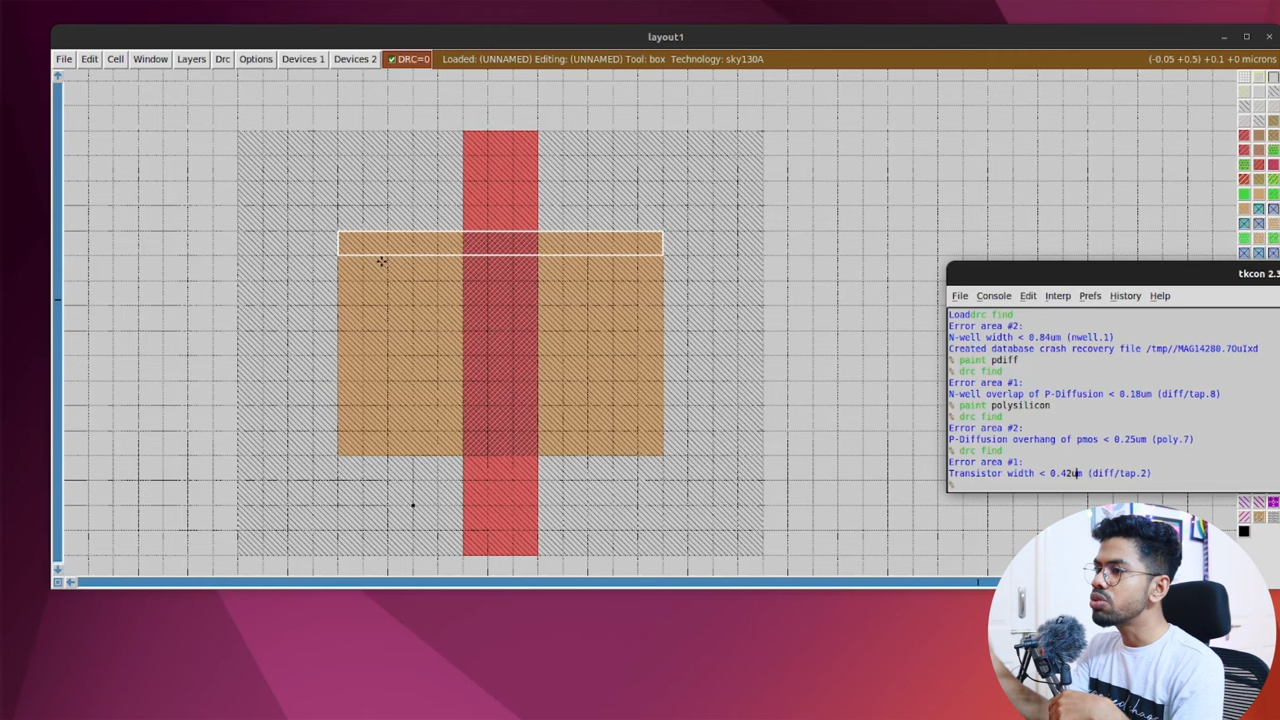 layout1
File Edit Cell Window Layers Drc Options Devices 1 Devices 2 DRC=0 Loaded: (UNNAMED) Editing: (UNNAMED) Tool: box Technology: sky130A (-0.05 +0.5) +0.1 +0 microns
tkcon 2.3
File Console Edit Interp Prefs History Help
Loaddrc find
Error area #2:
N-well width < 0.84um (nwell.1)
Created database crash recovery file /tmp//MAG14280.7OuIxd
% paint pdiff
% drc find
Error area #1:
N-well overlap of P-Diffusion < 0.18um (diff/tap.8)
% paint polysilicon
% drc find
Error area #2:
P-Diffusion overhang of pmos < 0.25um (poly.7)
% drc find
Error area #1:
Transistor width < 0.42um (diff/tap.2)
%